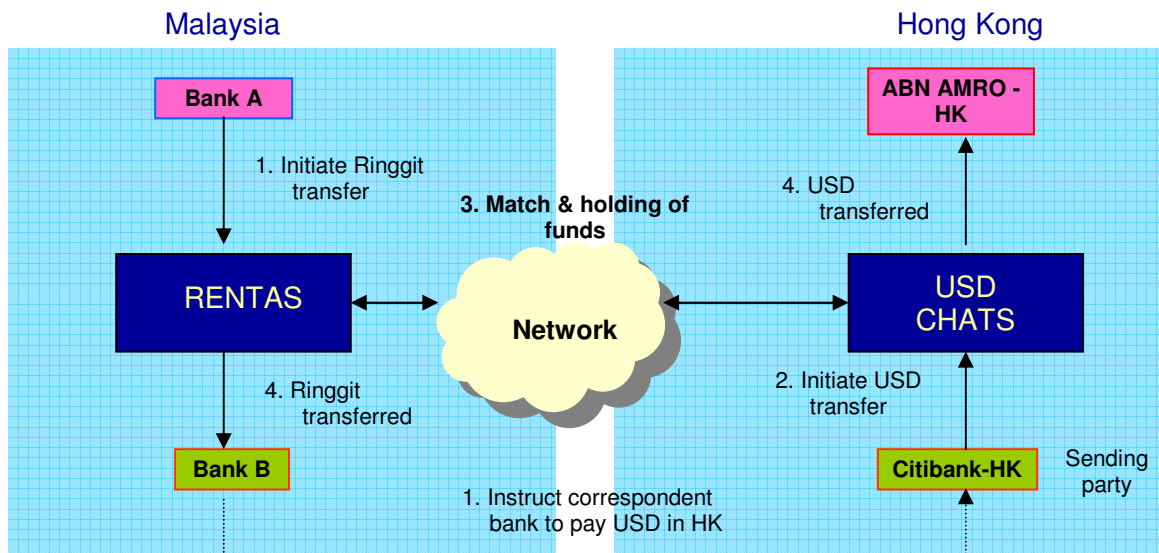 Malaysia
Hong Kong
Bank A
ABN AMRO -
HK
1. Initiate Ringgit
transfer
3. Match & holding of
funds
4. USD
transferred
RENTAS
Network
USD
CHATS
4. Ringgit
transferred
2. Initiate USD
transfer
Bank B
Citibank-HK
Sending
party
1. Instruct correspondent
bank to pay USD in HK